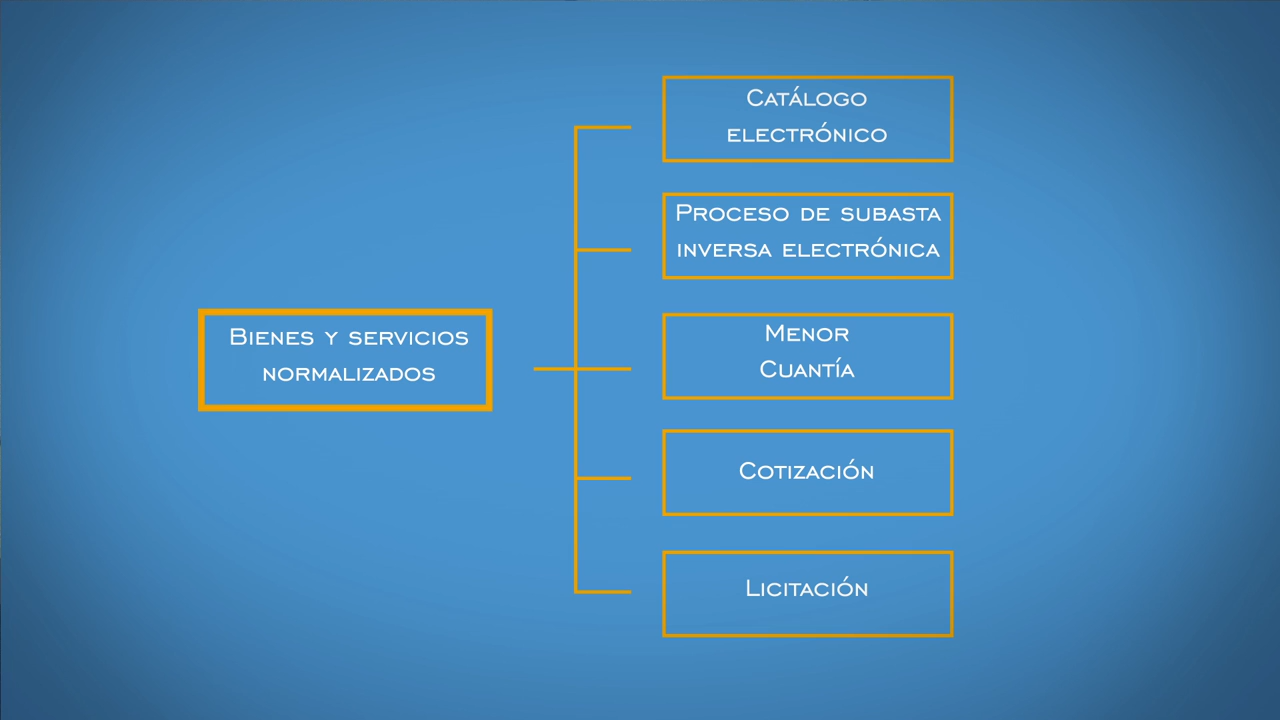 Bienes y servicios
normalizados
Catálogo
electrónico
Proceso de subasta
inversa electrónica
Menor
Cuantía
Cotización
Licitación